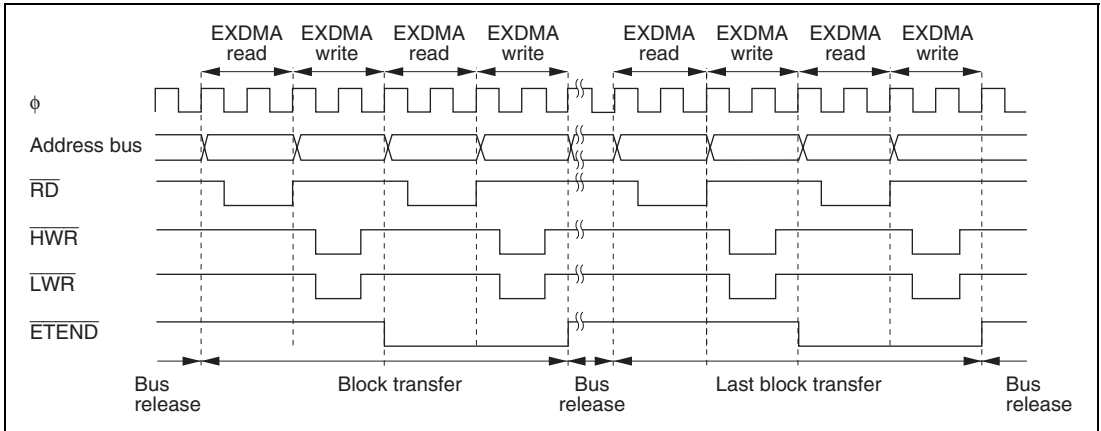 EXDMA read
EXDMA write
EXDMA read
EXDMA write
EXDMA read
EXDMA write
EXDMA read
EXDMA write
ϕ
Address bus
RD
HWR
LWR
ETEND
Bus release
Block transfer
Bus release
Last block transfer
Bus release